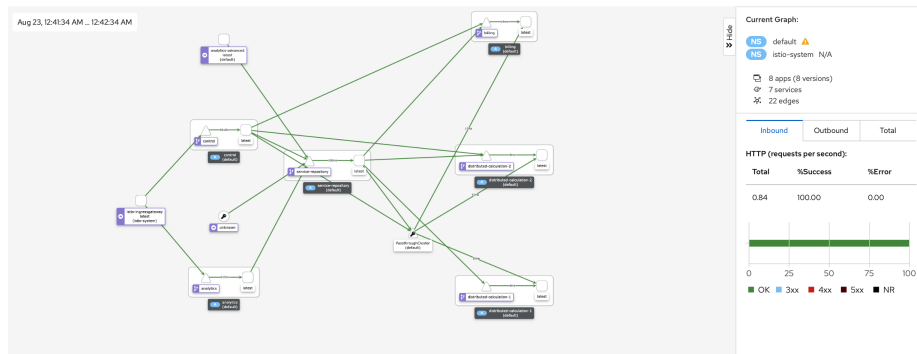 Aug 23, 12:41:34 AM ... 12:42:34 AM
billing
latest
billing
(default)
analytics-advanced
latest
(default)
control
latest
control
(default)
service-repository
latest
service-repository
(default)
distributed-calculation-2
latest
distributed-calculation-2
(default)
istio-ingressgateway
latest
(istio-system)
unknown
PassthroughCluster
(default)
analytics
latest
analytics
(default)
distributed-calculation-1
latest
distributed-calculation-1
(default)
Hide
Current Graph:
NS default
NS istio-system N/A
8 apps (8 versions)
7 services
22 edges
Inbound Outbound Total
HTTP (requests per second):
Total %Success %Error
0.84 100.00 0.00
0 25 50 75 100
OK 3xx 4xx 5xx NR